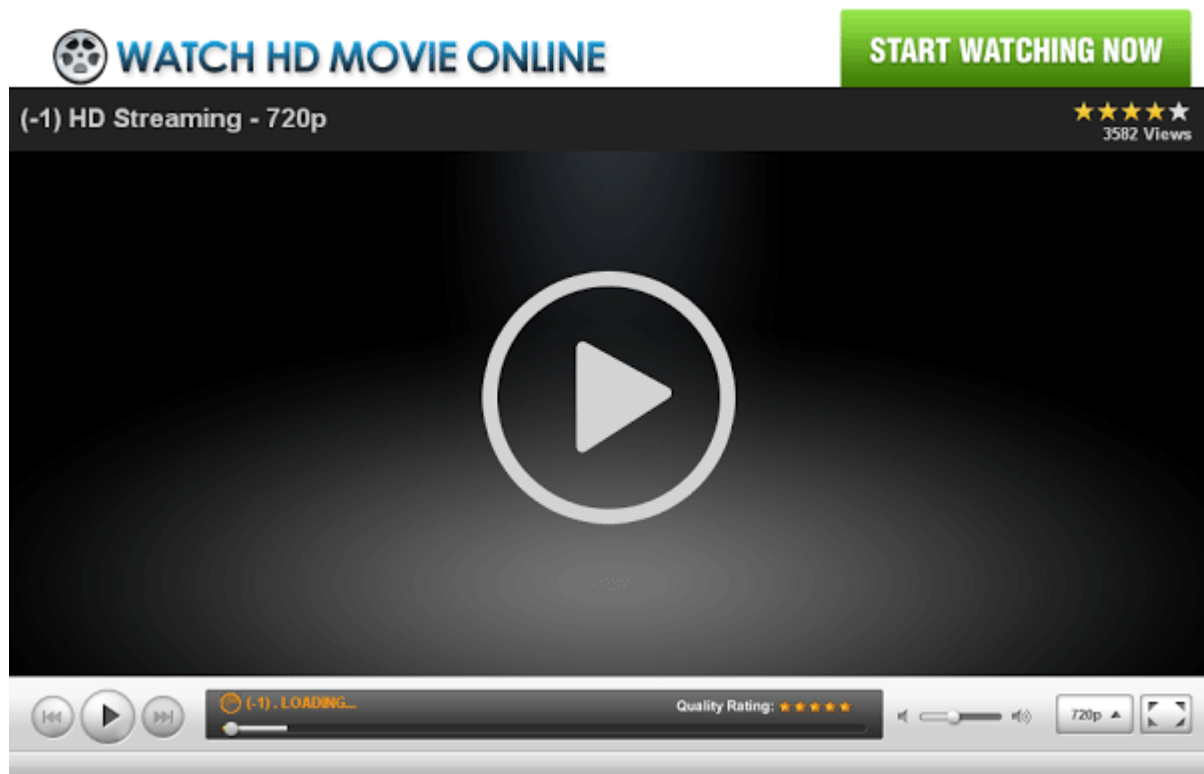 WATCH HD MOVIE ONLINE
START WATCHING NOW
(-1) HD Streaming - 720p
3582 Views
(-1) . LOADING...
Quality Rating:
720p